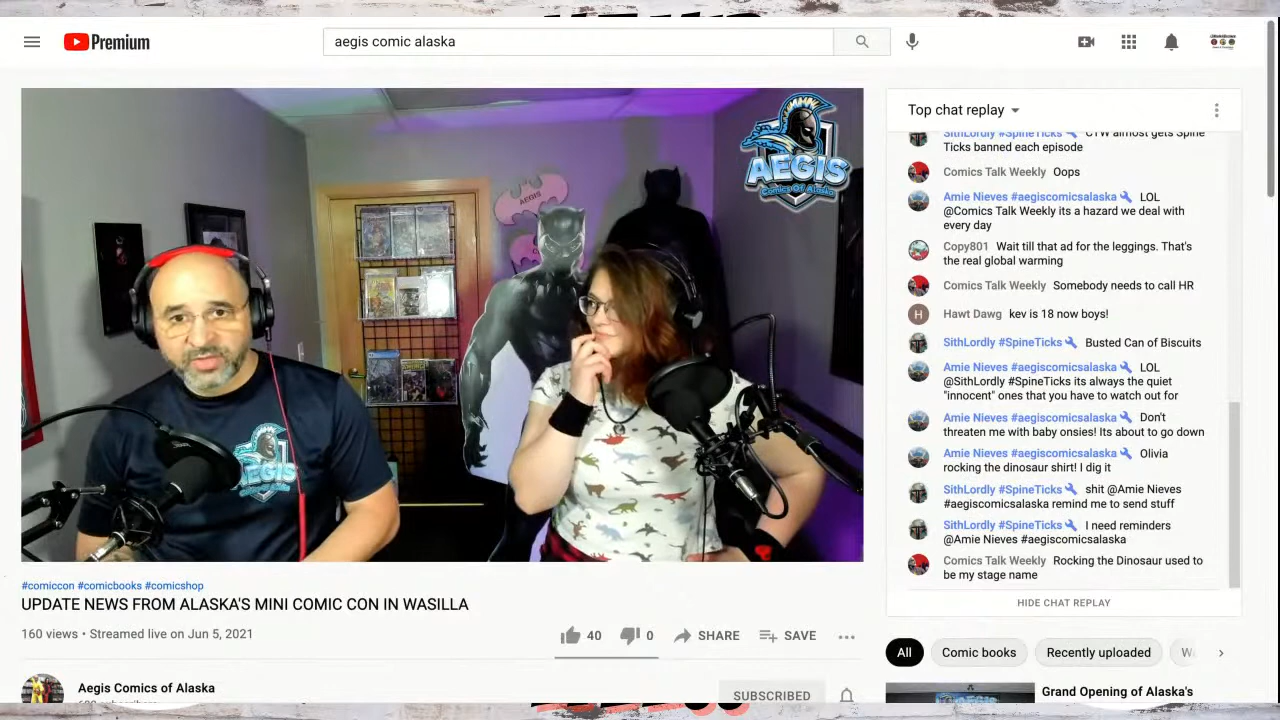 Premium
aegis comic alaska
AEGIS
Comics Of Alaska
AEGIS
AEGIS
#comiccon #comicbooks #comicshop
UPDATE NEWS FROM ALASKA'S MINI COMIC CON IN WASILLA
160 views • Streamed live on Jun 5, 2021
40
0
SHARE
SAVE
Aegis Comics of Alaska
SUBSCRIBED
Top chat replay
SithLordly #SpineTicks CTW almost gets Spine
Ticks banned each episode
Comics Talk Weekly Oops
Amie Nieves #aegiscomicsalaska LOL
@Comics Talk Weekly its a hazard we deal with
every day
Copy801 Wait till that ad for the leggings. That's
the real global warming
Comics Talk Weekly Somebody needs to call HR
H
Hawt Dawg kev is 18 now boys!
SithLordly #SpineTicks Busted Can of Biscuits
Amie Nieves #aegiscomicsalaska LOL
@SithLordly #SpineTicks its always the quiet
"innocent" ones that you have to watch out for
Amie Nieves #aegiscomicsalaska Don't
threaten me with baby onsies! Its about to go down
Amie Nieves #aegiscomicsalaska Olivia
rocking the dinosaur shirt! I dig it
SithLordly #SpineTicks shit @Amie Nieves
#aegiscomicsalaska remind me to send stuff
SithLordly #SpineTicks I need reminders
@Amie Nieves #aegiscomicsalaska
Comics Talk Weekly Rocking the Dinosaur used to
be my stage name
HIDE CHAT REPLAY
All
Comic books
Recently uploaded
Grand Opening of Alaska's